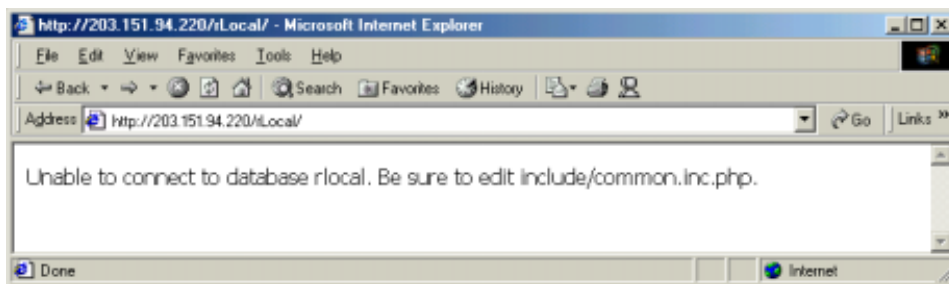 http://203.151.94.220/rLocal/ - Microsoft Internet Explorer
File Edit View Favorites Tools Help
Back Search Favorites History
Address http://203.151.94.220/rLocal/ Go Links »
Unable to connect to database rlocal. Be sure to edit include/common.inc.php.
Done Internet